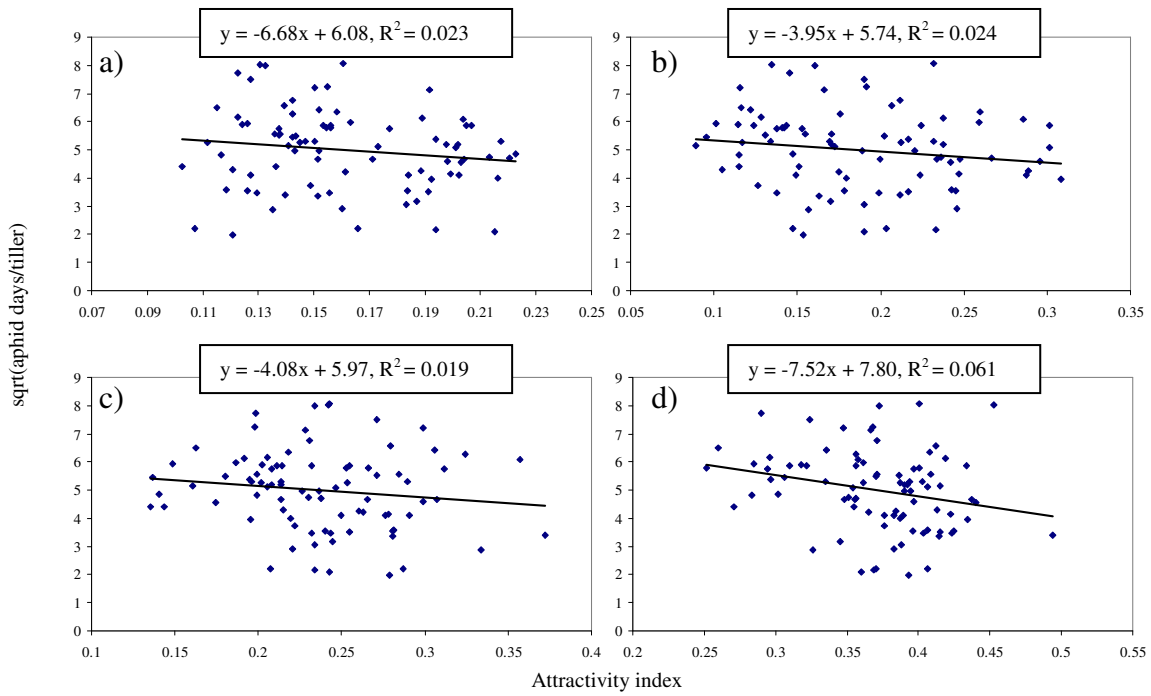 y = -6.68x + 6.08, R² = 0.023
y = -3.95x + 5.74, R² = 0.024
a)
b)
9
8
7
6
5
4
3
2
1
0
0.07 0.09 0.11 0.13 0.15 0.17 0.19 0.21 0.23 0.25
9
8
7
6
5
4
3
2
1
0
0.05 0.1 0.15 0.2 0.25 0.3 0.35
sqrt(aphid days/tiller)
y = -4.08x + 5.97, R² = 0.019
y = -7.52x + 7.80, R² = 0.061
c)
d)
9
8
7
6
5
4
3
2
1
0
0.1 0.15 0.2 0.25 0.3 0.35 0.4
9
8
7
6
5
4
3
2
1
0
0.2 0.25 0.3 0.35 0.4 0.45 0.5 0.55
Attractivity index